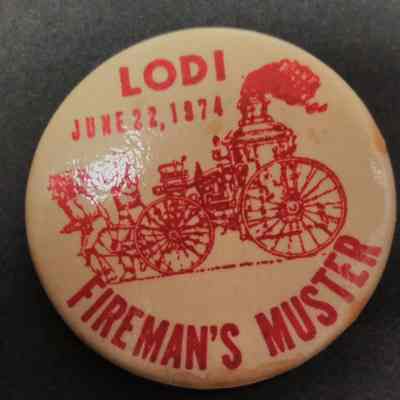 LODI
JUNE 22, 1974
FIREMAN'S MUSTER